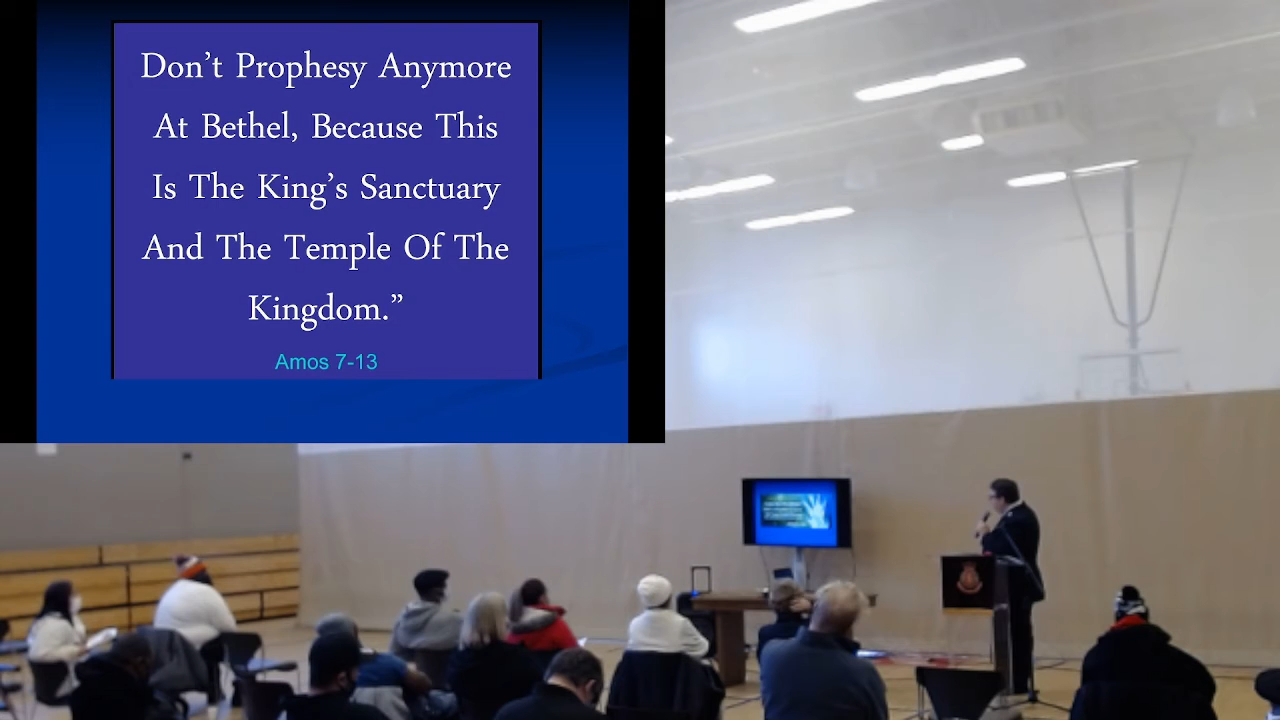 Don’t Prophesy Anymore
At Bethel, Because This
Is The King’s Sanctuary
And The Temple Of The
Kingdom.”
Amos 7-13